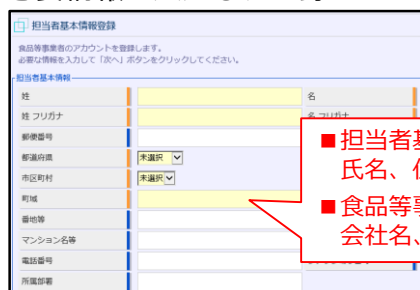 担当者基本情報登録
食品等事業者のアカウントを登録します。
必要な情報を入力して「次へ」ボタンをクリックしてください。
担当者基本情報
姓
名
姓 フリガナ
名 フリガナ
郵便番号
都道府県
未選択
市区町村
未選択
町域
番地等
マンション名等
電話番号
所属部署
■担当者基
氏名、
■食品等事
会社名、